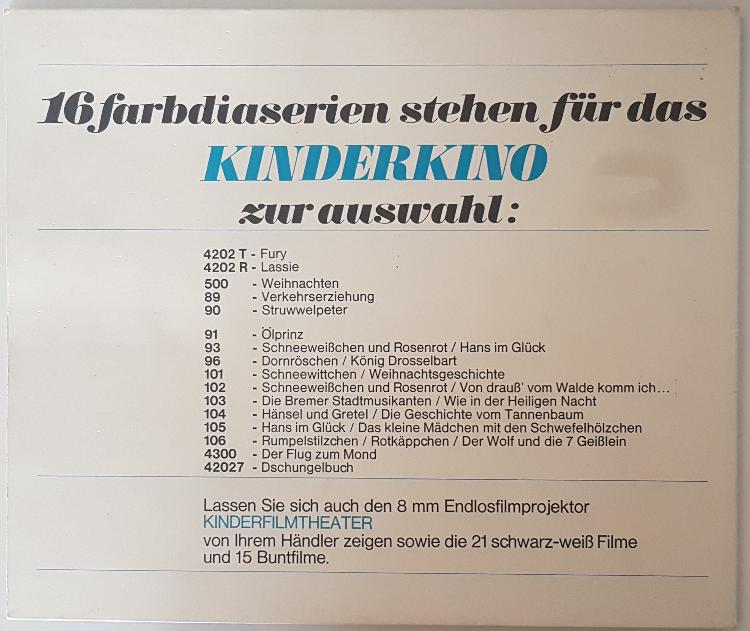 16 farbdiaserien stehen für das
KINDERKINO
zur auswahl:
4202 T - Fury
4202 R - Lassie
500 - Weihnachten
89 - Verkehrserziehung
90 - Struwwelpeter
91 - Ölprinz
93 - Schneeweißchen und Rosenrot / Hans im Glück
96 - Dornröschen / König Drosselbart
101 - Schneewittchen / Weihnachtsgeschichte
102 - Schneeweißchen und Rosenrot / Von drauß' vom Walde komm ich...
103 - Die Bremer Stadtmusikanten / Wie in der Heiligen Nacht
104 - Hänsel und Gretel / Die Geschichte vom Tannenbaum
105 - Hans im Glück / Das kleine Mädchen mit den Schwefelhölzchen
106 - Rumpelstilzchen / Rotkäppchen / Der Wolf und die 7 Geißlein
4300 - Der Flug zum Mond
42027 - Dschungelbuch
Lassen Sie sich auch den 8 mm Endlosfilmprojektor
KINDERFILMTHEATER
von Ihrem Händler zeigen sowie die 21 schwarz-weiß Filme
und 15 Buntfilme.